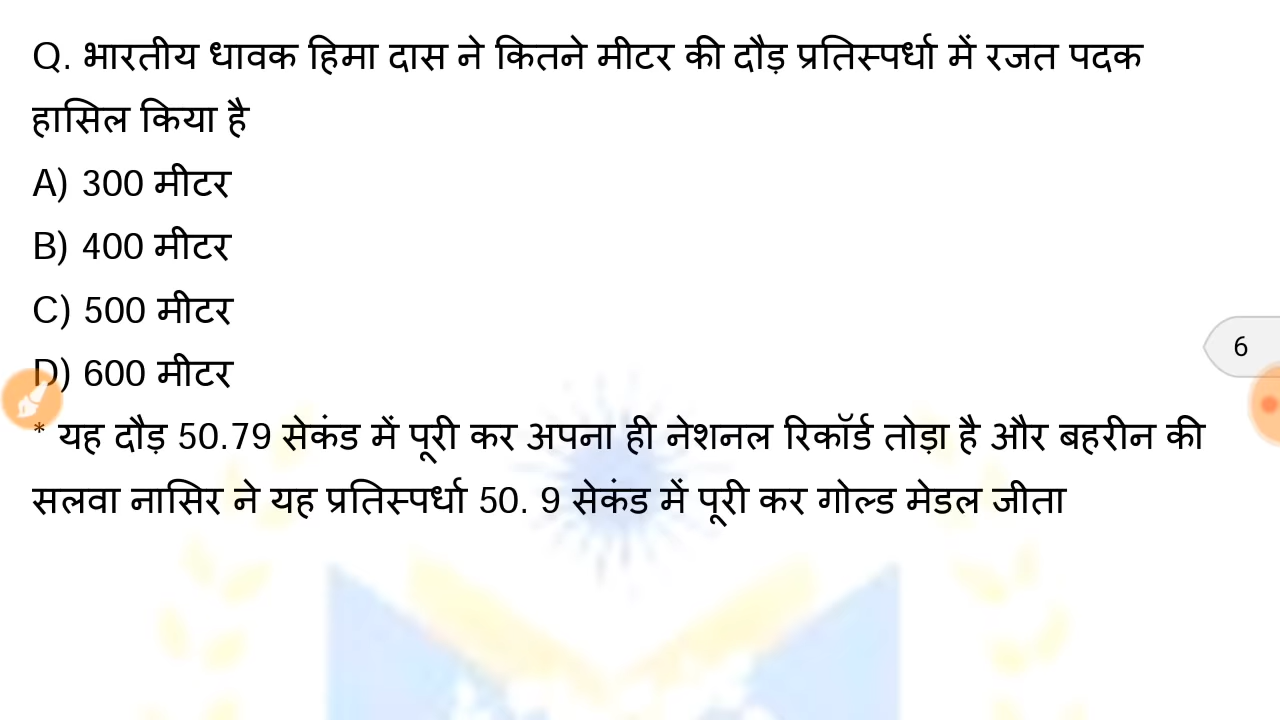 Q. भारतीय धावक हिमा दास ने कितने मीटर की दौड़ प्रतिस्पर्धा में रजत पदक
हासिल किया है
A) 300 मीटर
B) 400 मीटर
C) 500 मीटर
6
D) 600 मीटर
* यह दौड़ 50.79 सेकंड में पूरी कर अपना ही नेशनल रिकॉर्ड तोड़ा है और बहरीन की
सलवा नासिर ने यह प्रतिस्पर्धा 50. 9 सेकंड में पूरी कर गोल्ड मेडल जीता